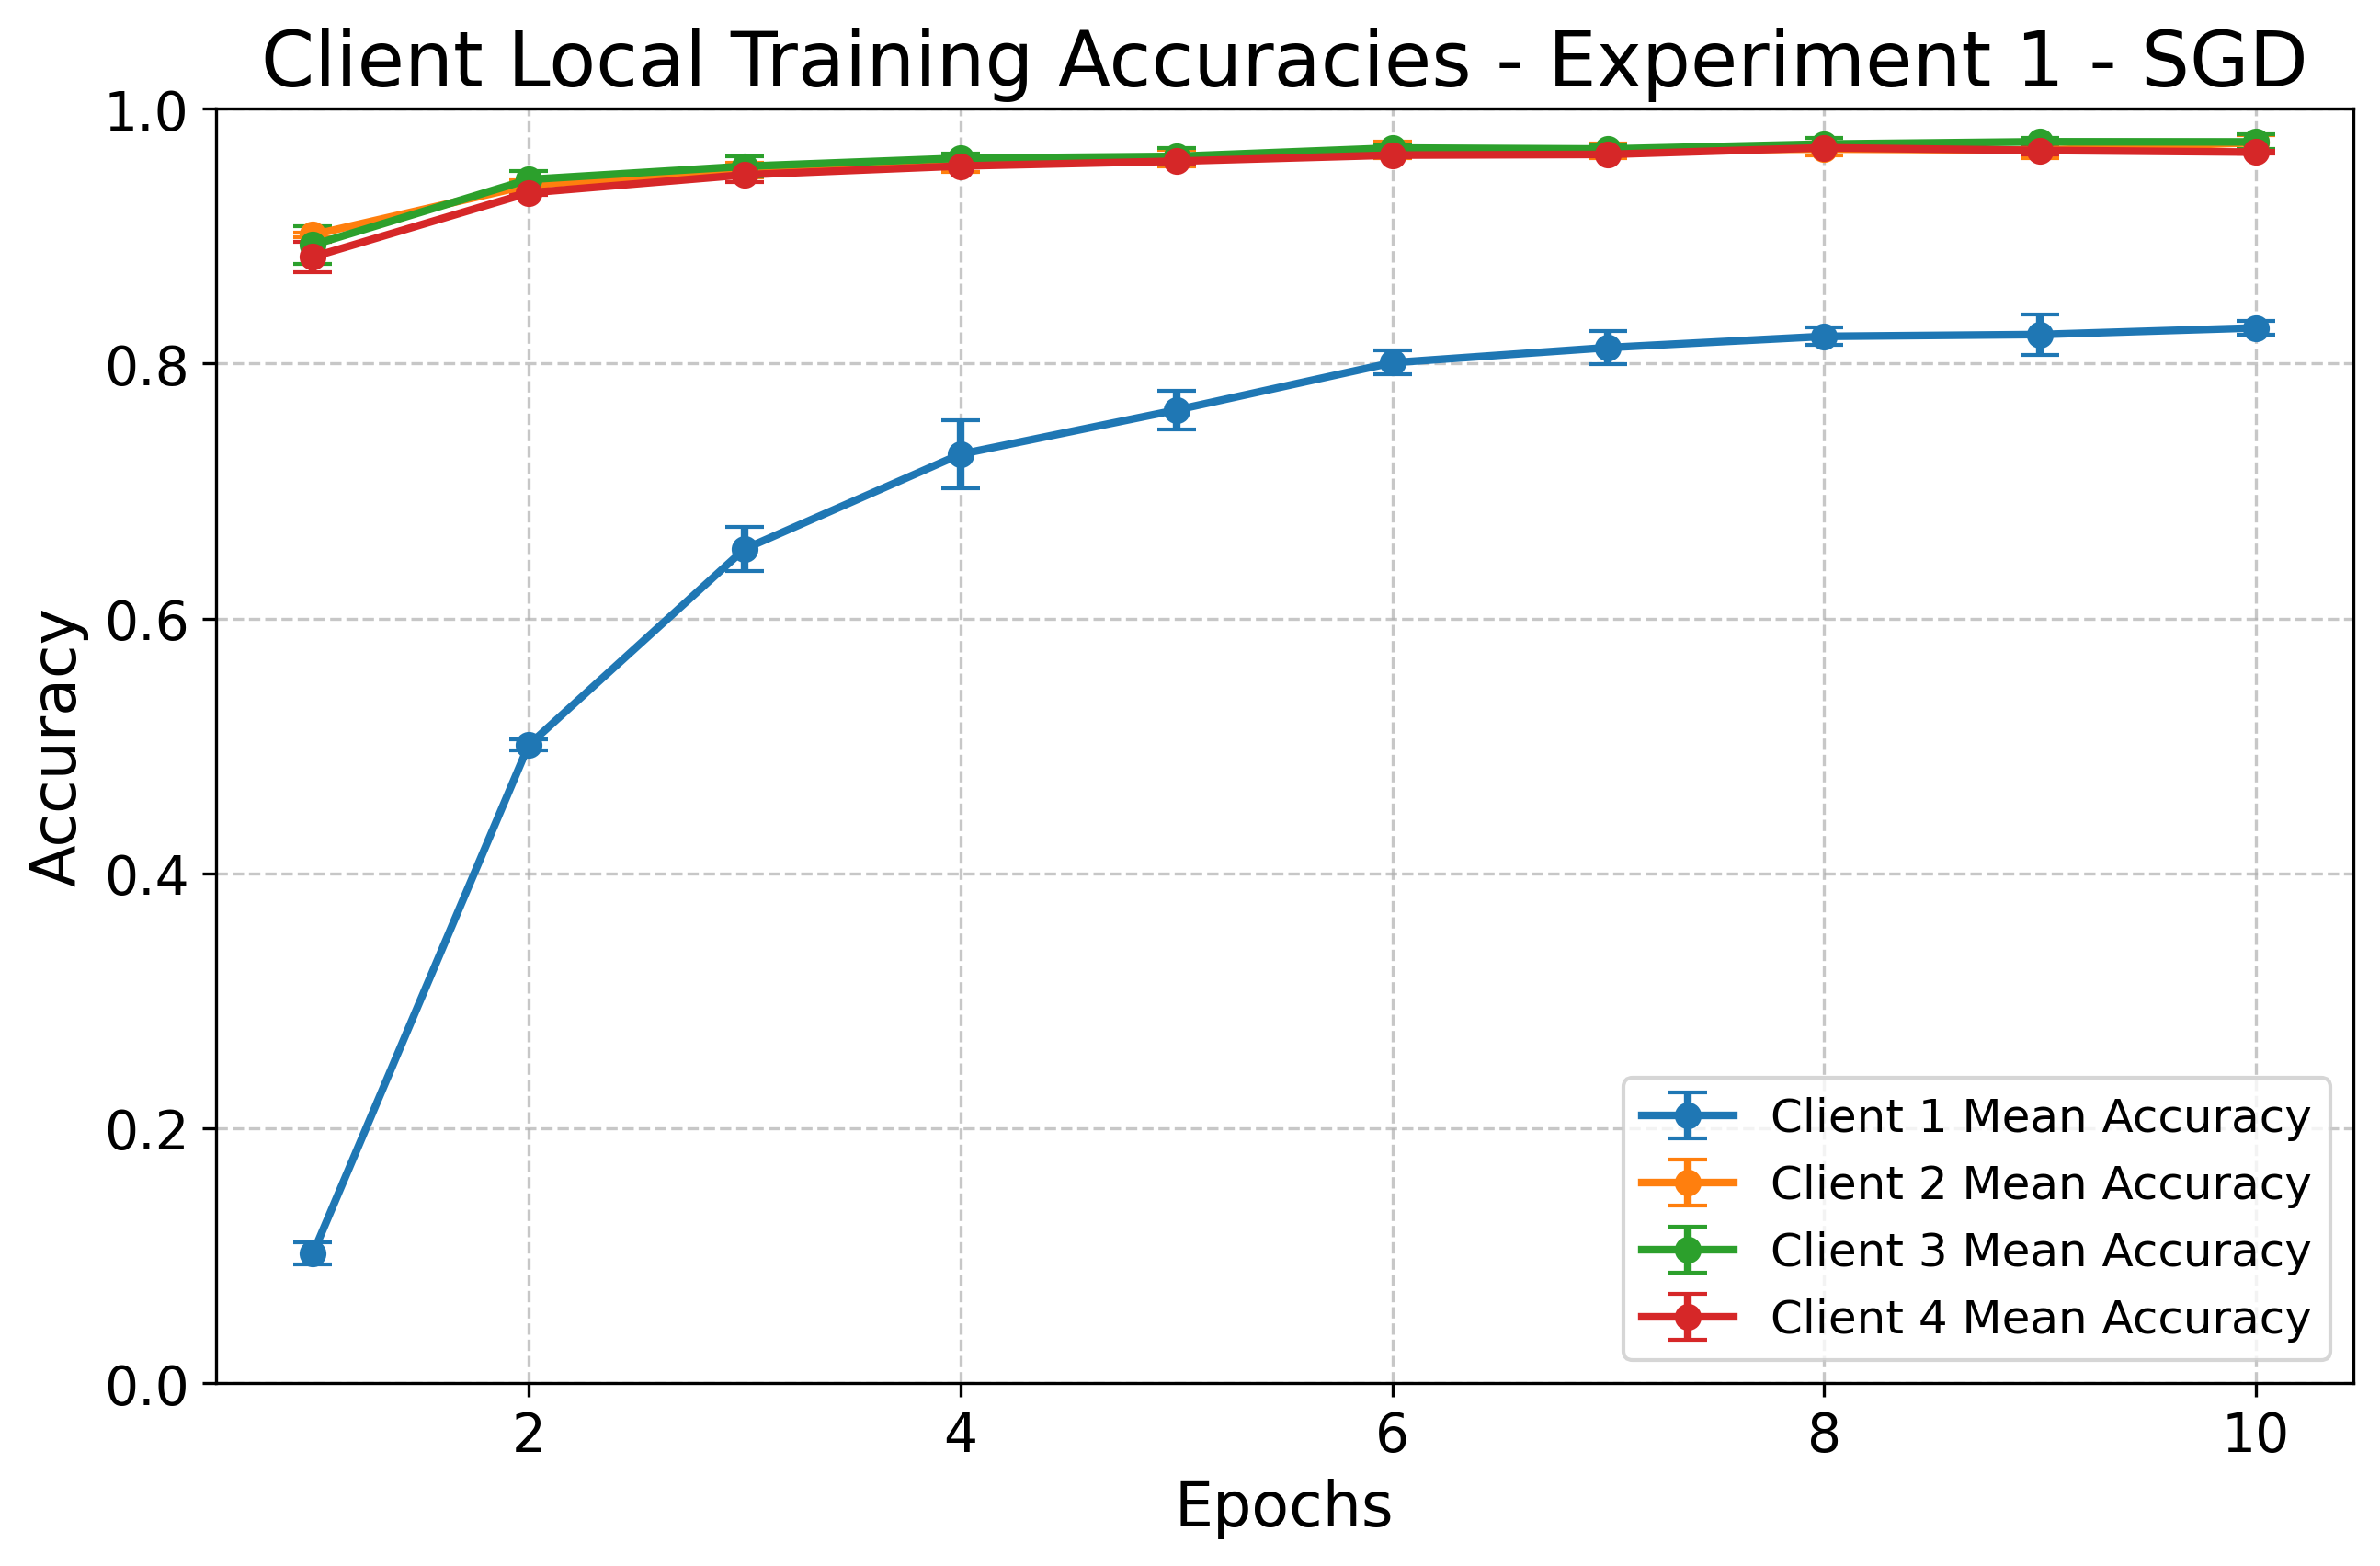 Client Local Training Accuracies - Experiment 1 - SGD
1.0
0.8
0.6
0.4
0.2
0.0
Accuracy
2
4
6
8
10
Epochs
Client 1 Mean Accuracy
Client 2 Mean Accuracy
Client 3 Mean Accuracy
Client 4 Mean Accuracy